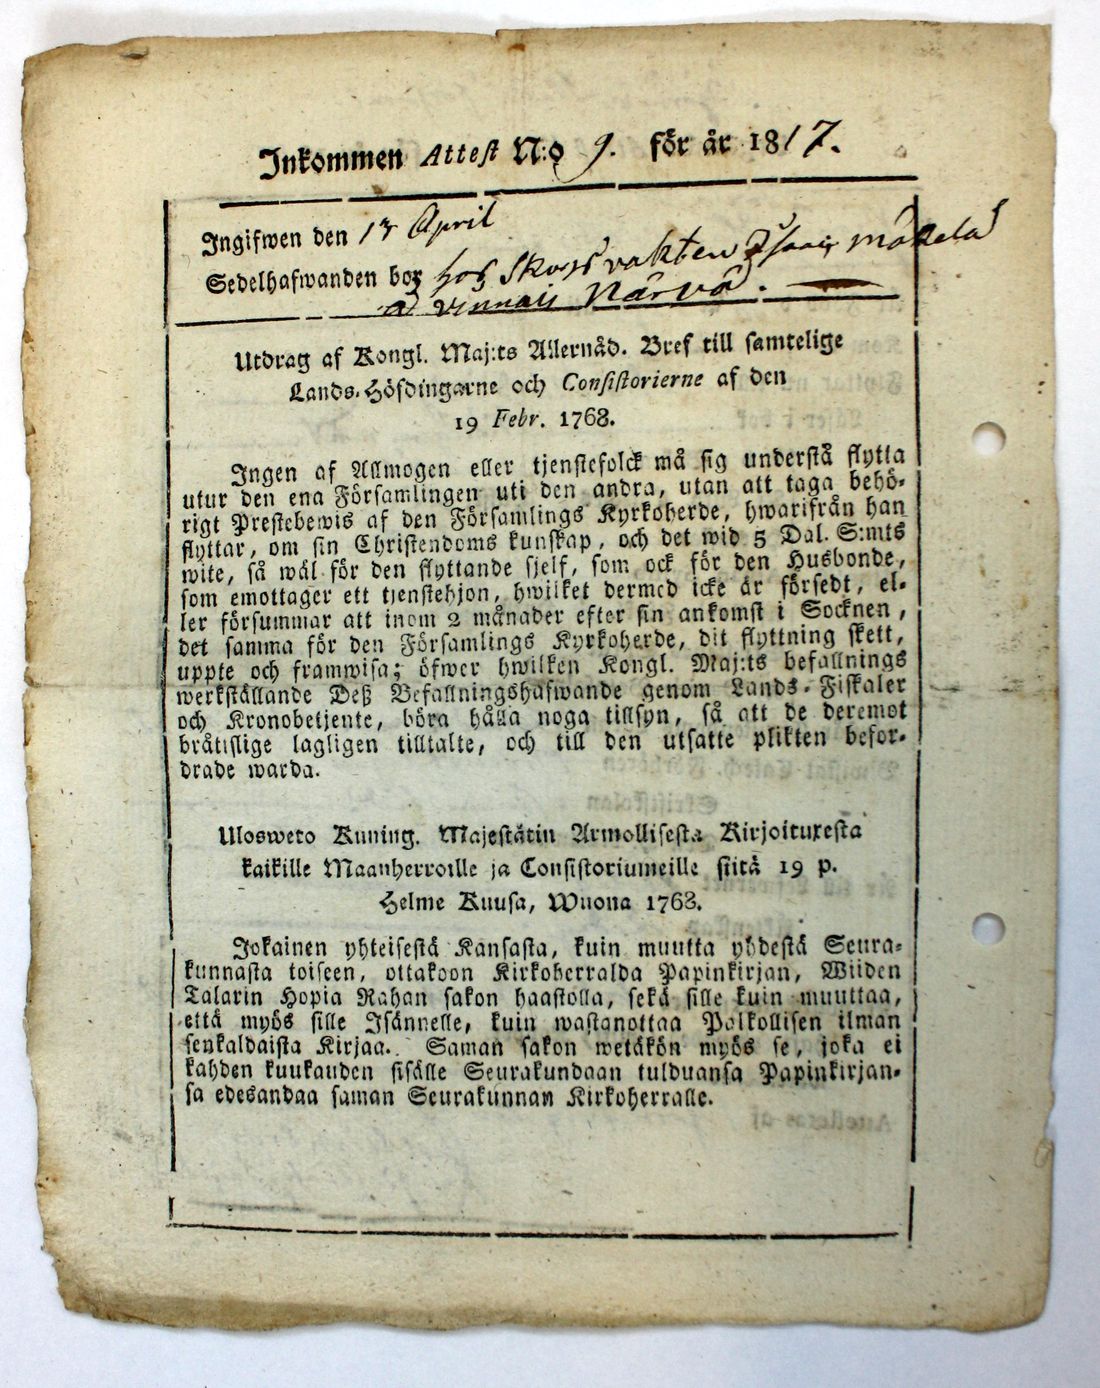 Inkommen Attest N:o 9. för år 1817.
Ingifwen den 13 April
Sedelhafwanden bor hos Skogsvakten Isaac Mäkelä
å Närvä.
Utdrag af Kongl. Maj:ts Allernåd. Bref till samtelige
Lands-Höfdingarne och Consistorierne af den
19 Febr. 1763.
Ingen af Allmogen eller tjenstefolck må sig understå flytta
utur den ena Församlingen uti den andra, utan att taga behö-
rigt Prestebewis af den Församlings Kyrkoherde, hwarifrån han
flyttar, om sin Christendoms kunskap, och det wid 5 Dal. S:mts
wite, så wäl för den flyttande sjelf, som ock för den Husbonde,
som emottager ett tjenstehjon, hwilket dermed icke är försedt, el-
ler försummar att inom 2 månader efter sin ankomst i Socknen,
det samma för den Församlings Kyrkoherde, dit flyttning skett,
uppte och framwisa; öfwer hwilken Kongl. Maj:ts befallnings
werkställande Deß Befallningshafwande genom Lands-Fiskaler
och Kronobetjente, böra hålla noga tillsyn, så att de deremot
bråtislige lagligen tilltalte, och till den utsatte plikten befor-
drade warda.
Ulosweto Kuning. Majestätin Armollisesta Kirjoituxesta
kaikille Maanherroille ja Consistoriumeille siitä 19 p.
Helme Kuusa, Wuona 1763.
Jokainen yhteisestä Kansasta, kuin muutta yhdestä Seura-
kunnasta toiseen, ottakoon Kirkoherralda Papinkirjan, Wiiden
Talarin Hopia Rahan sakon haastolla, sekä sille kuin muuttaa,
että myös sille Isännelle, kuin wastanottaa Palkollisen ilman
senkaldaista Kirjaa. Saman sakon wetäkön myös se, joka ei
kahden kuukauden sisälle Seurakundaan tulduansa Papinkirjan-
sa edesandaa saman Seurakunnan Kirkoherralle.